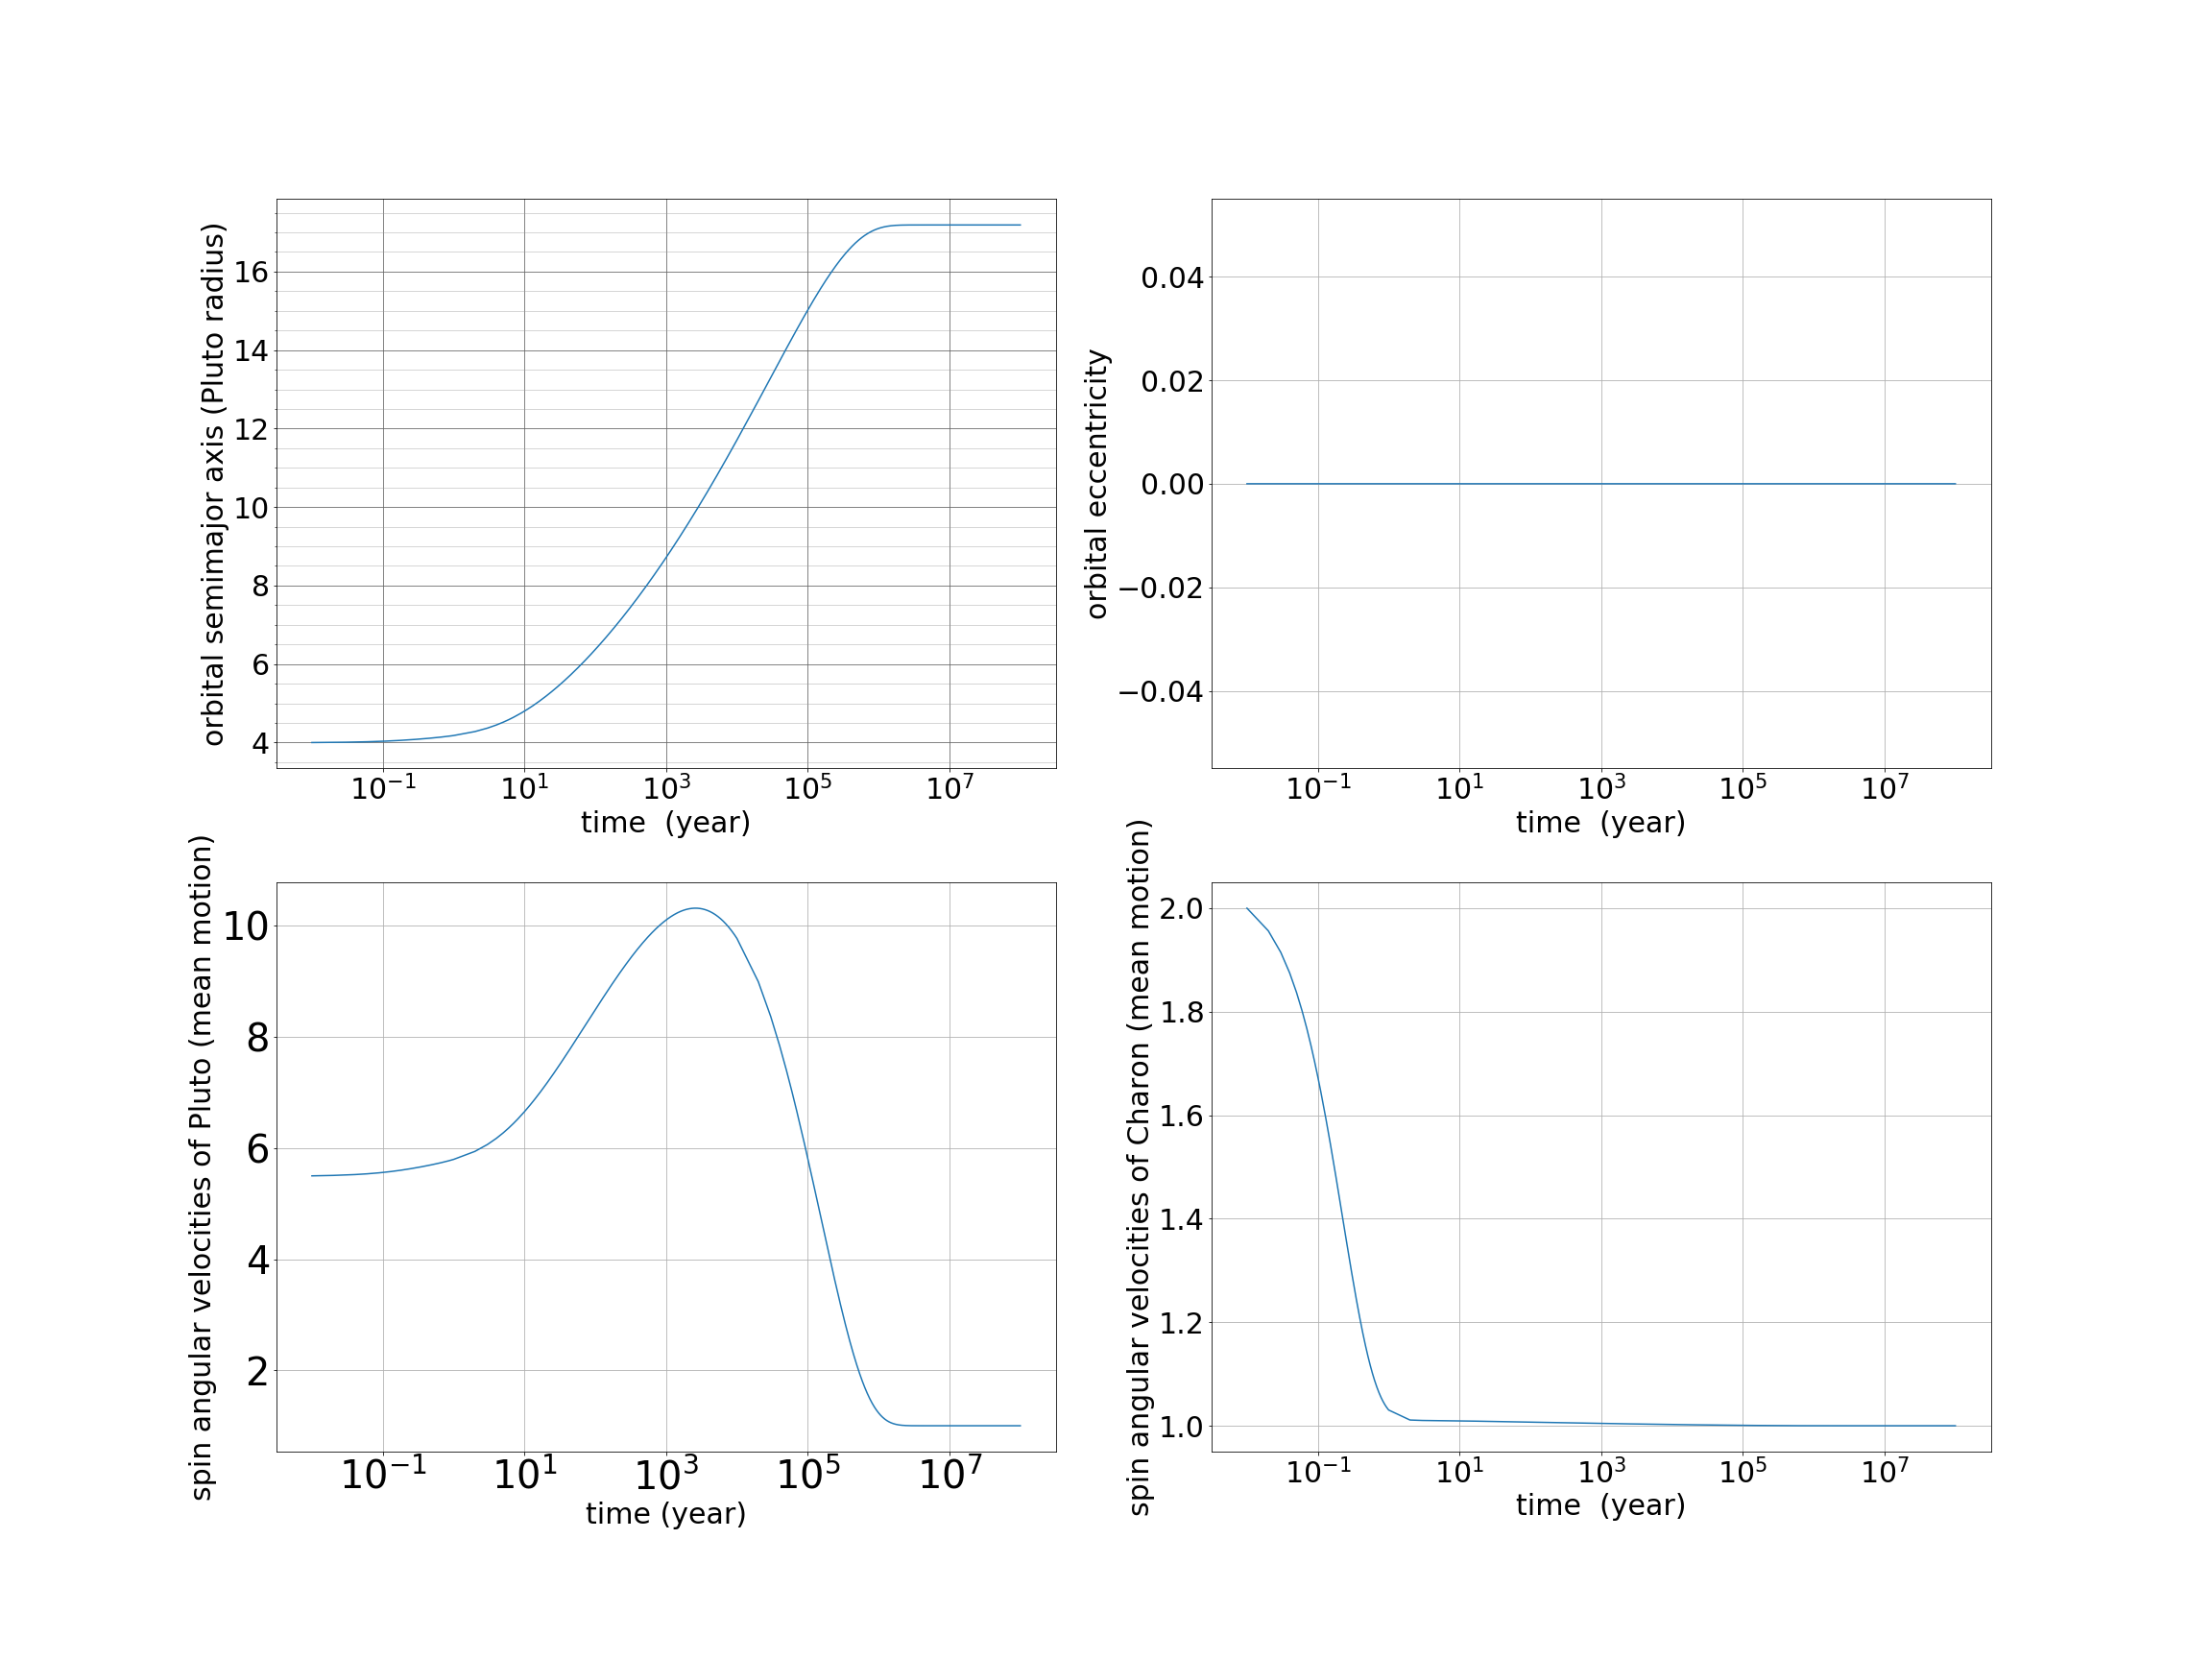 orbital semimajor axis (Pluto radius)
16
14
12
10
8
6
4
10⁻¹ 10¹ 10³ 10⁵ 10⁷
time (year)
orbital eccentricity
0.04
0.02
0.00
−0.02
−0.04
10⁻¹ 10¹ 10³ 10⁵ 10⁷
time (year)
spin angular velocities of Pluto (mean motion)
10
8
6
4
2
10⁻¹ 10¹ 10³ 10⁵ 10⁷
time (year)
spin angular velocities of Charon (mean motion)
2.0
1.8
1.6
1.4
1.2
1.0
10⁻¹ 10¹ 10³ 10⁵ 10⁷
time (year)